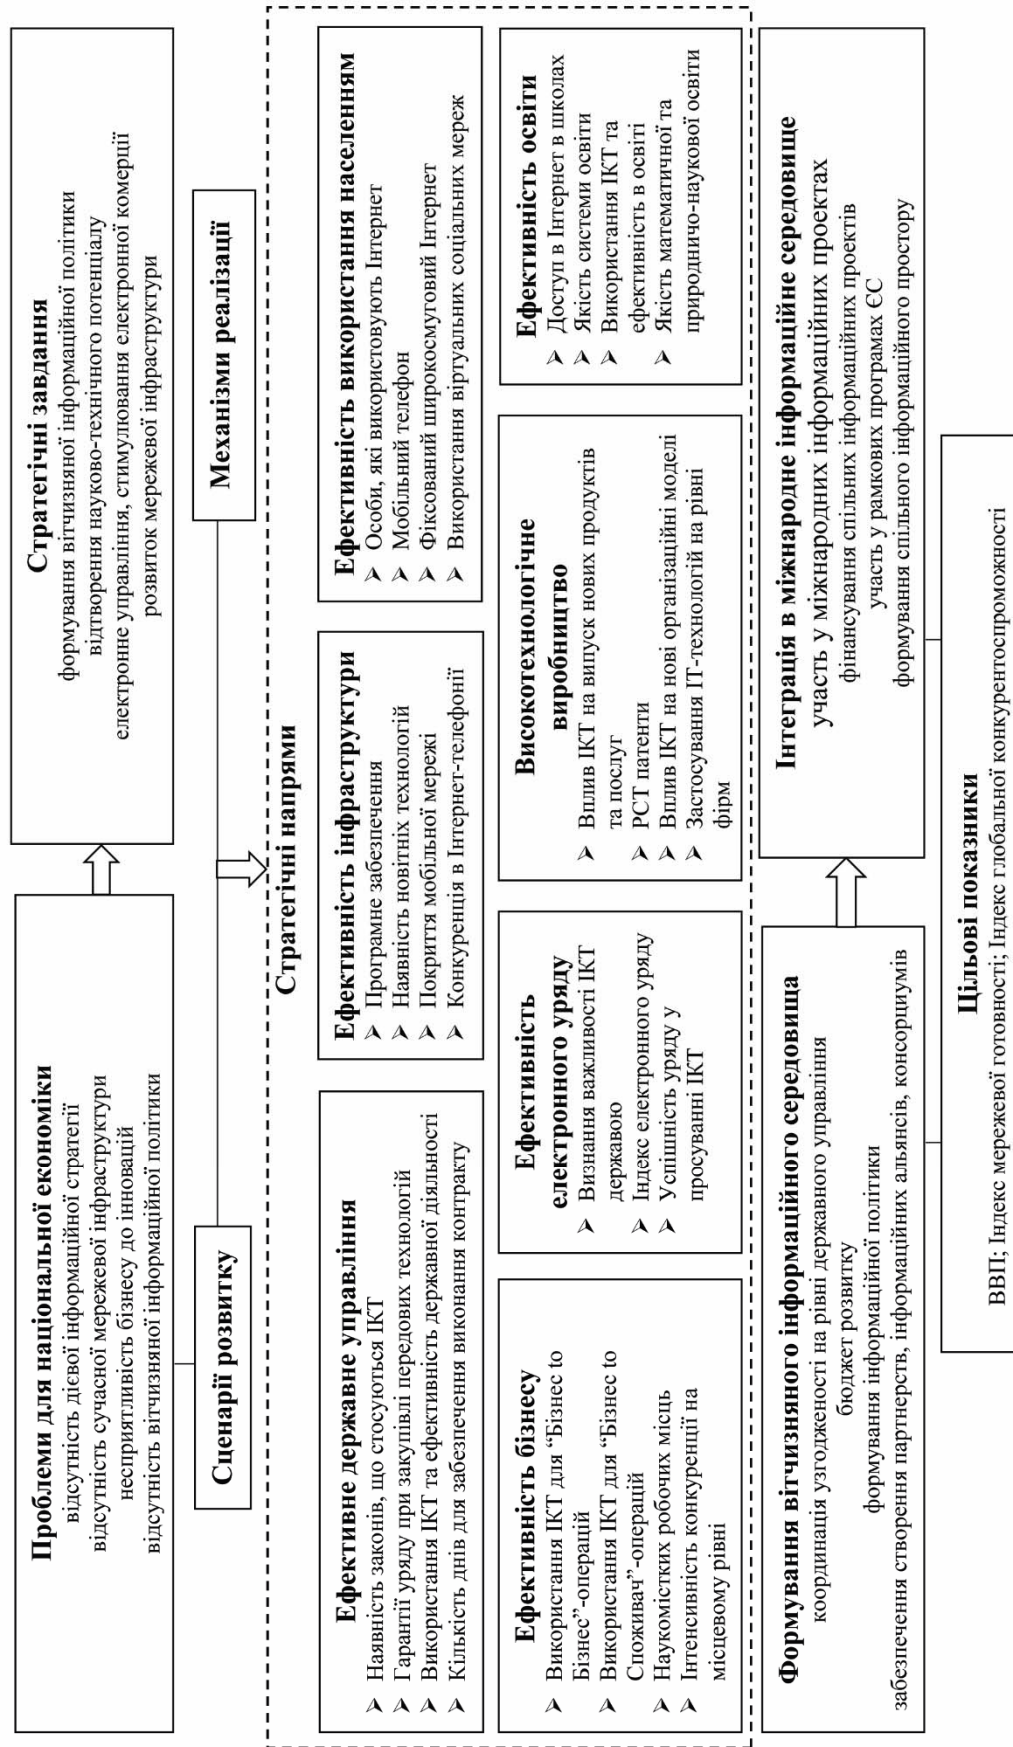 Проблеми для національної економіки
відсутність дієвої інформаційної стратегії
відсутність сучасної мережевої інфраструктури
несприятливість бізнесу до інновацій
відсутність вітчизняної інформаційної політики
Стратегічні завдання
формування вітчизняної інформаційної політики
відтворення науково-технічного потенціалу
електронне управління, стимулювання електронної комерції
розвиток мережевої інфраструктури
Сценарії розвитку
Механізми реалізації
Стратегічні напрями
Ефективне державне управління
➢ Наявність законів, що стосуються ІКТ
➢ Гарантії уряду при закупівлі передових технологій
➢ Використання ІКТ та ефективність державної діяльності
➢ Кількість днів для забезпечення виконання контракту
Ефективність інфраструктури
➢ Програмне забезпечення
➢ Наявність новітніх технологій
➢ Покриття мобільної мережі
➢ Конкуренція в Інтернет-телефонії
Ефективність використання населенням
➢ Особи, які використовують Інтернет
➢ Мобільний телефон
➢ Фіксований широкосмуговий Інтернет
➢ Використання віртуальних соціальних мереж
Ефективність бізнесу
➢ Використання ІКТ для “Бізнес to
Бізнес”-операцій
➢ Використання ІКТ для “Бізнес to
Споживач”-операцій
➢ Наукомістких робочих місць
➢ Інтенсивність конкуренції на
місцевому рівні
Ефективність
електронного уряду
➢ Визнання важливості ІКТ
державою
➢ Індекс електронного уряду
➢ Успішність уряду у
просуванні ІКТ
Високотехнологічне
виробництво
➢ Вплив ІКТ на випуск нових продуктів
та послуг
➢ РСТ патенти
➢ Вплив ІКТ на нові організаційні моделі
➢ Застосування ІТ-технологій на рівні
фірм
Ефективність освіти
➢ Доступ в Інтернет в школах
➢ Якість системи освіти
➢ Використання ІКТ та
ефективність в освіті
➢ Якість математичної та
природничо-наукової освіти
Формування вітчизняного інформаційного середовища
координація узгодженості на рівні державного управління
бюджет розвитку
формування інформаційної політики
забезпечення створення партнерств, інформаційних альянсів, консорциумів
Інтеграція в міжнародне інформаційне середовище
участь у міжнародних інформаційних проектах
фінансування спільних інформаційних проектів
участь у рамкових програмах ЄС
формування спільного інформаційного простору
Цільові показники
ВВП; Індекс мережевої готовності; Індекс глобальної конкурентоспроможності